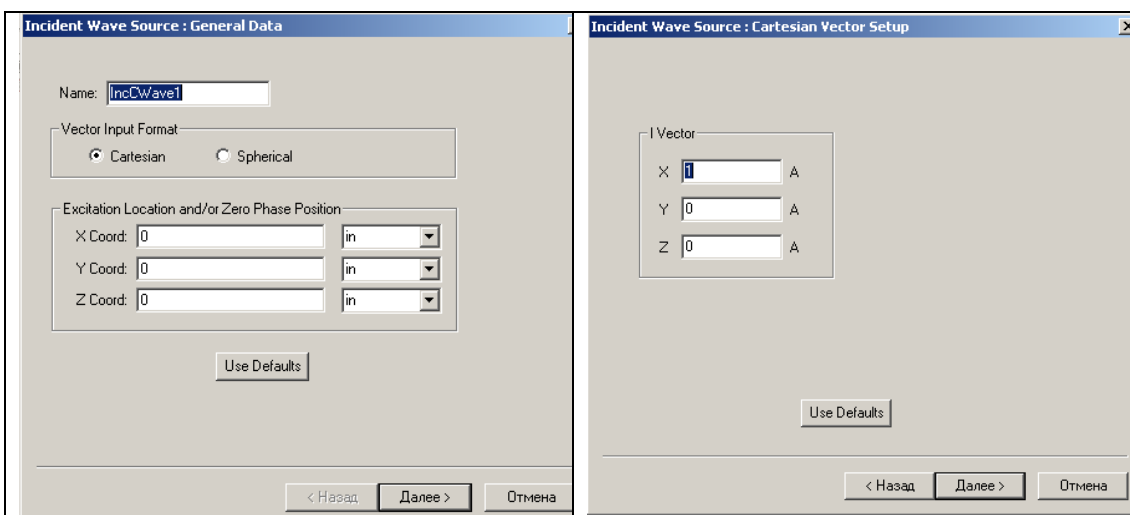 Incident Wave Source : General Data
Name: IncCWave1
Vector Input Format
Cartesian Spherical
Excitation Location and/or Zero Phase Position
X Coord: 0 in
Y Coord: 0 in
Z Coord: 0 in
Use Defaults
< Назад Далее > Отмена
Incident Wave Source : Cartesian Vector Setup
I Vector
X 1 A
Y 0 A
Z 0 A
Use Defaults
< Назад Далее > Отмена